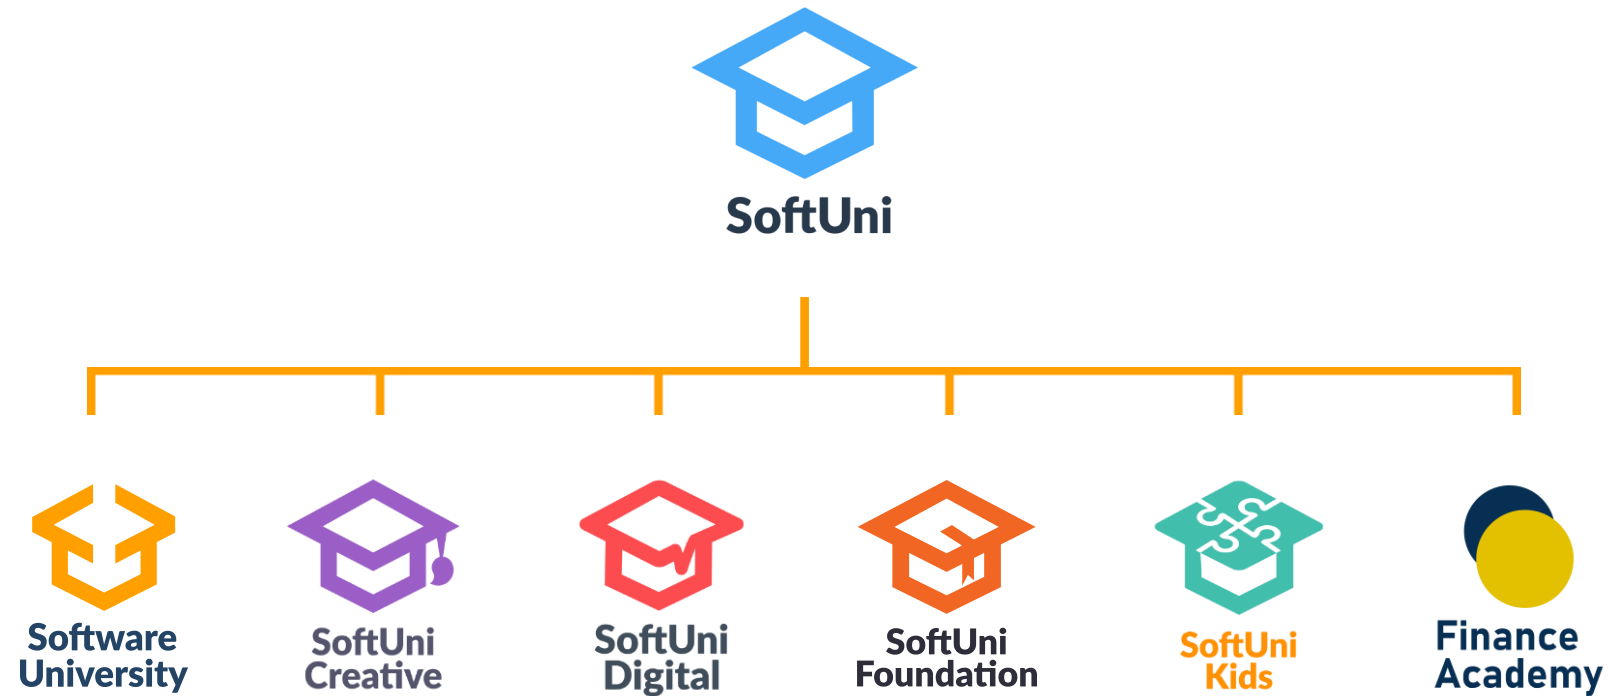 SoftUni
Software
University
SoftUni
Creative
SoftUni
Digital
SoftUni
Foundation
SoftUni
Kids
Finance
Academy